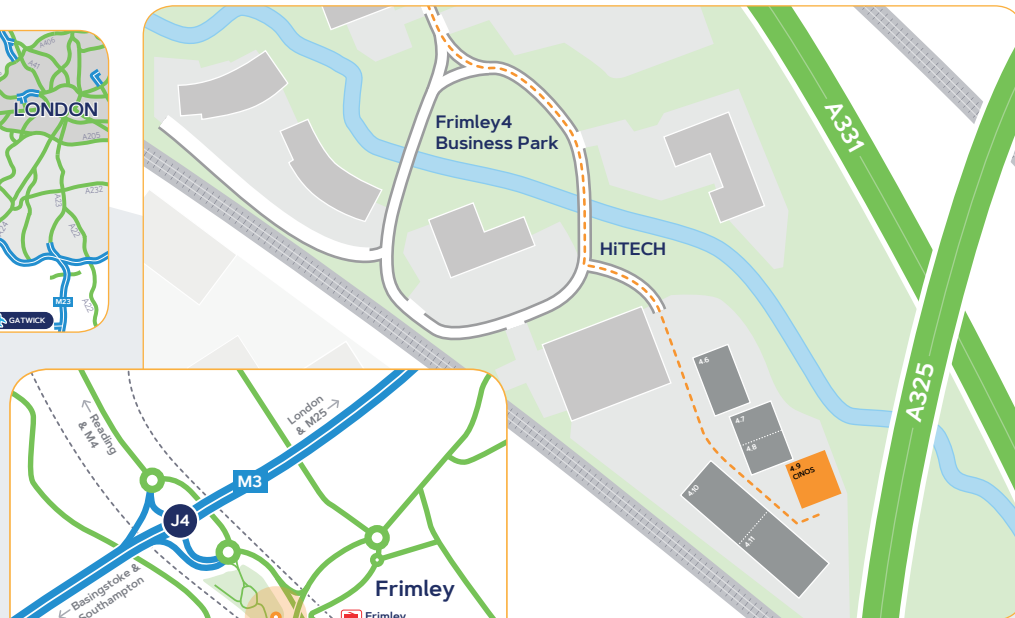 A406
A41
LONDON
A205
A232
A23
A22
A24
M23
A22
GATWICK
Frimley4
Business Park
HiTECH
A331
A325
4.6
4.7
4.8
4.9
CINOS
4.10
4.11
Reading
& M4
London
& M25
M3
J4
Basingstoke &
Southampton
Frimley
Frimley